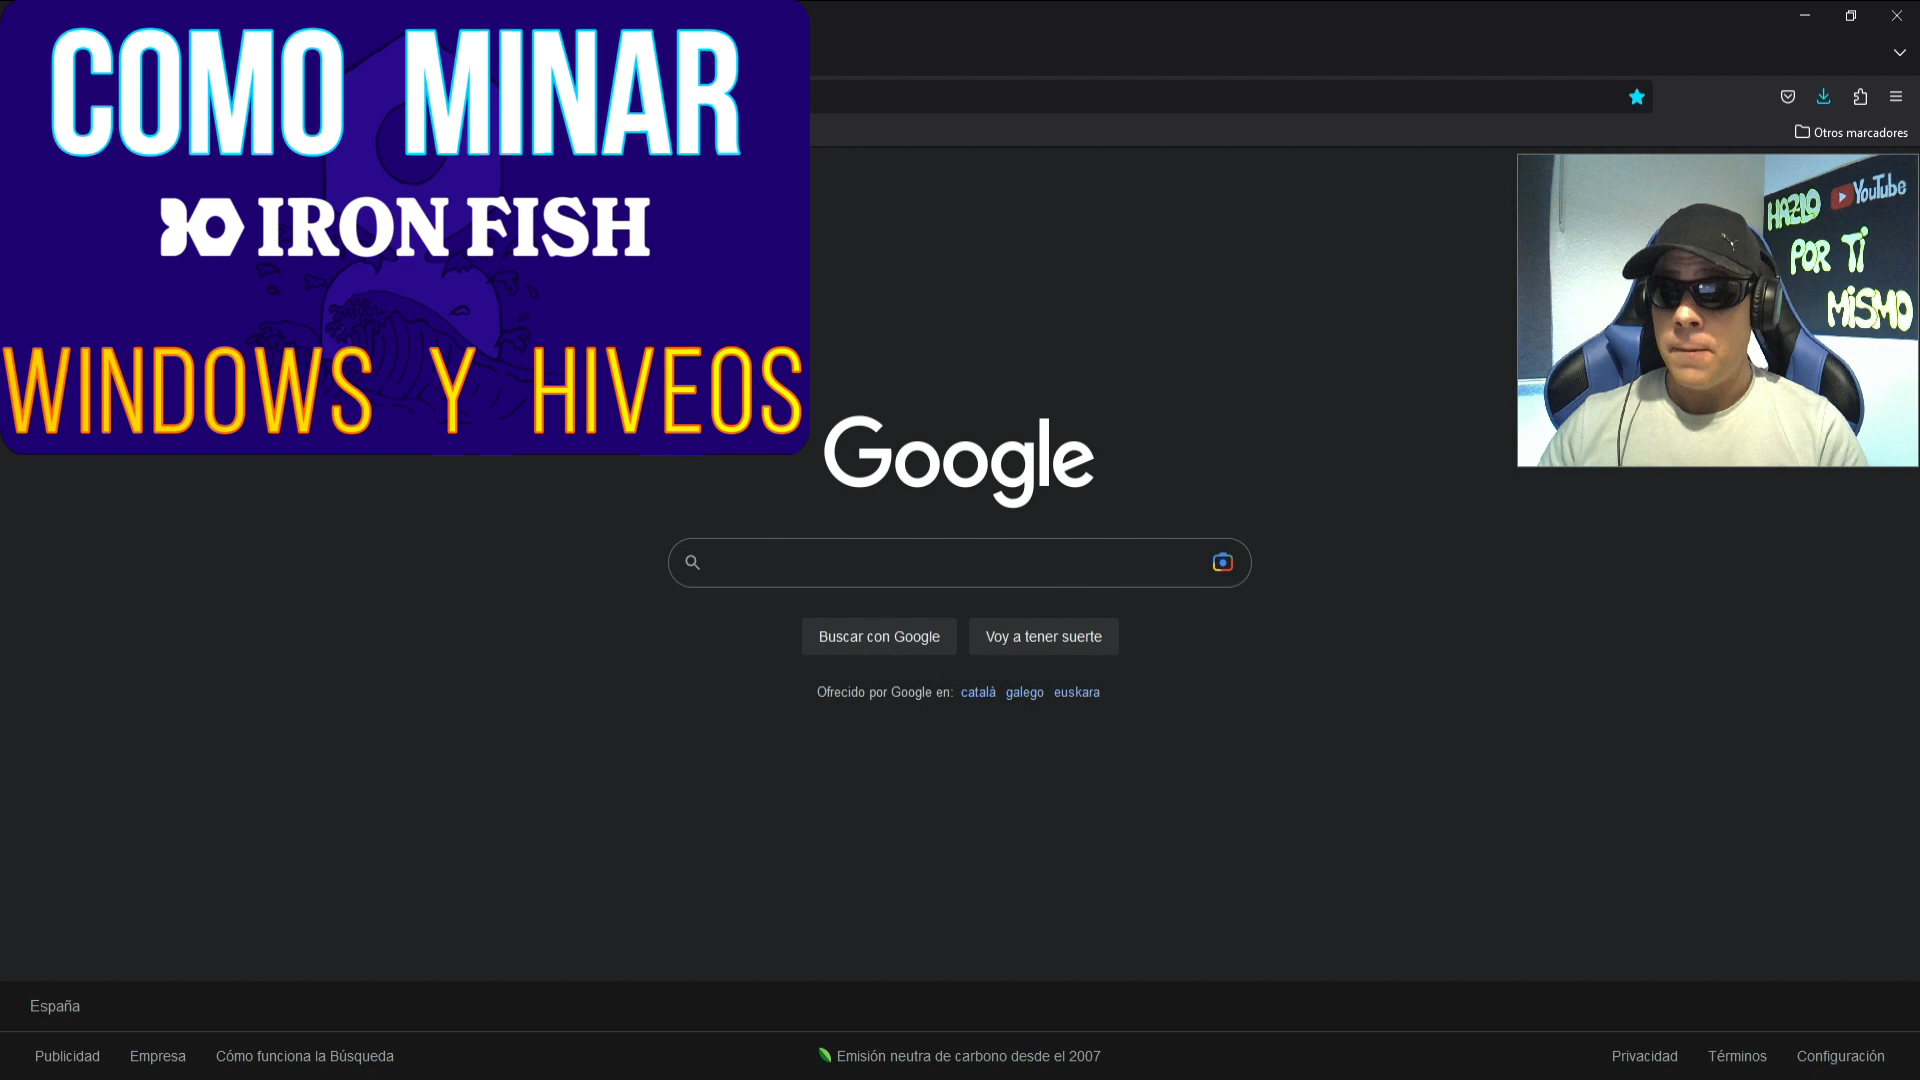 COMO MINAR
IRON FISH
WINDOWS Y HIVEOS
Otros marcadores
YouTube
HAZLO
POR TI
MISMO
Google
Buscar con Google
Voy a tener suerte
Ofrecido por Google en: català galego euskara
España
Publicidad Empresa Cómo funciona la Búsqueda
Emisión neutra de carbono desde el 2007
Privacidad Términos Configuración